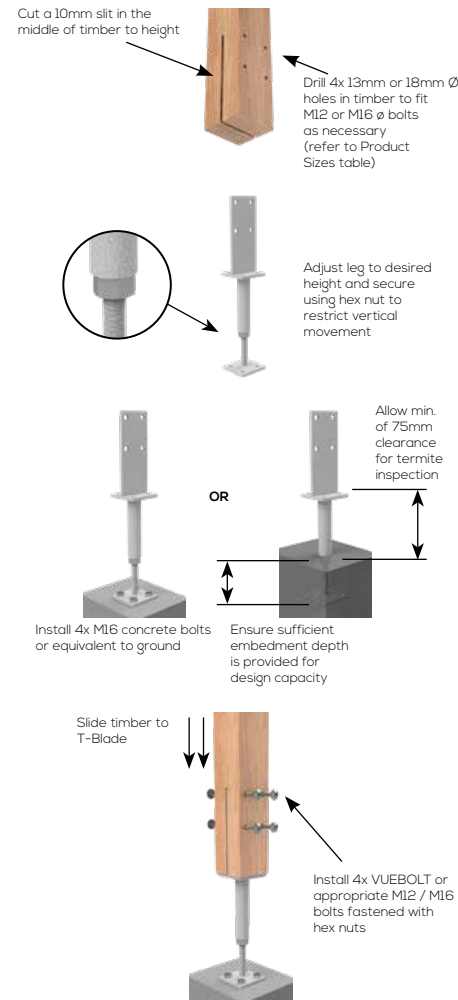 Cut a 10mm slit in the
middle of timber to height
Drill 4x 13mm or 18mm Ø
holes in timber to fit
M12 or M16 ø bolts
as necessary
(refer to Product
Sizes table)
Adjust leg to desired
height and secure
using hex nut to
restrict vertical
movement
Allow min.
of 75mm
clearance
for termite
inspection
OR
Install 4x M16 concrete bolts
or equivalent to ground
Ensure sufficient
embedment depth
is provided for
design capacity
Slide timber to
T-Blade
Install 4x VUEBOLT or
appropriate M12 / M16
bolts fastened with
hex nuts